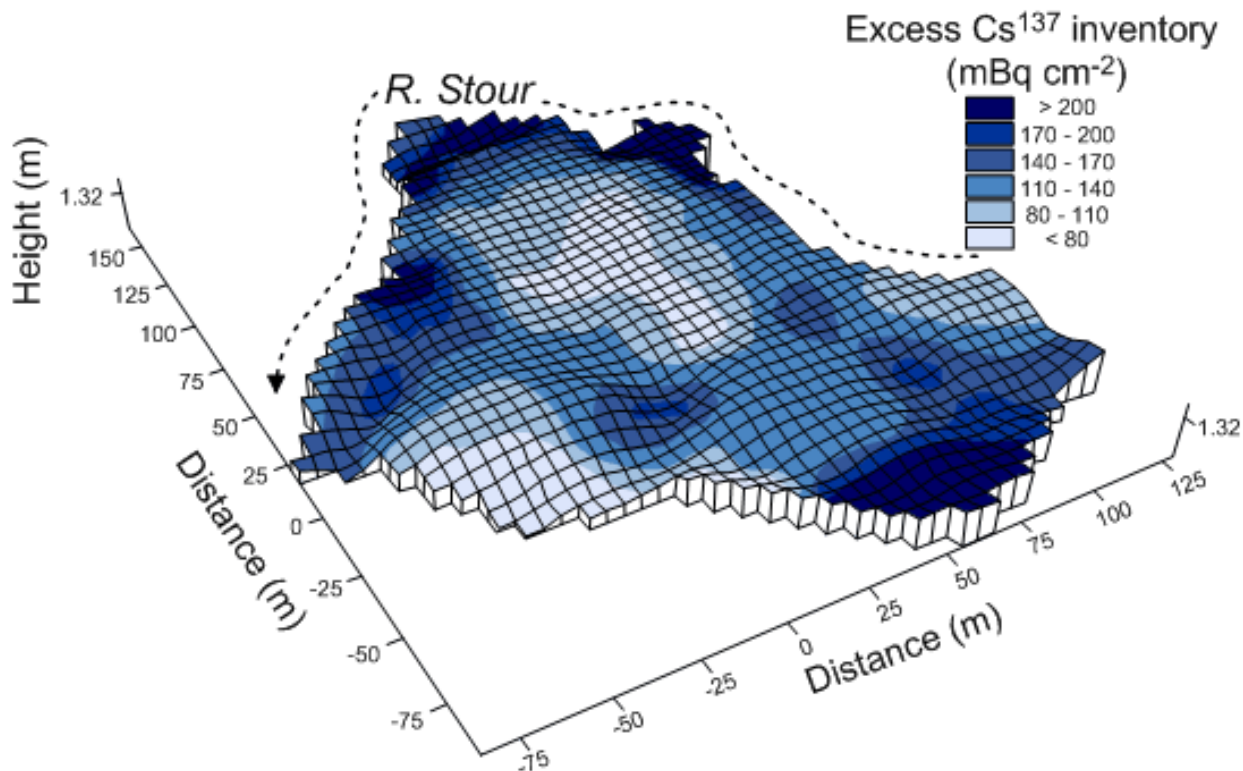 Excess Cs137 inventory
(mBq cm-2)
> 200
170 - 200
140 - 170
110 - 140
80 - 110
< 80
R. Stour
Height (m)
1.32
150
125
100
75
50
25
0
-25
-50
-75
Distance (m)
-75
-50
-25
0
25
50
75
100
125
1.32
Distance (m)